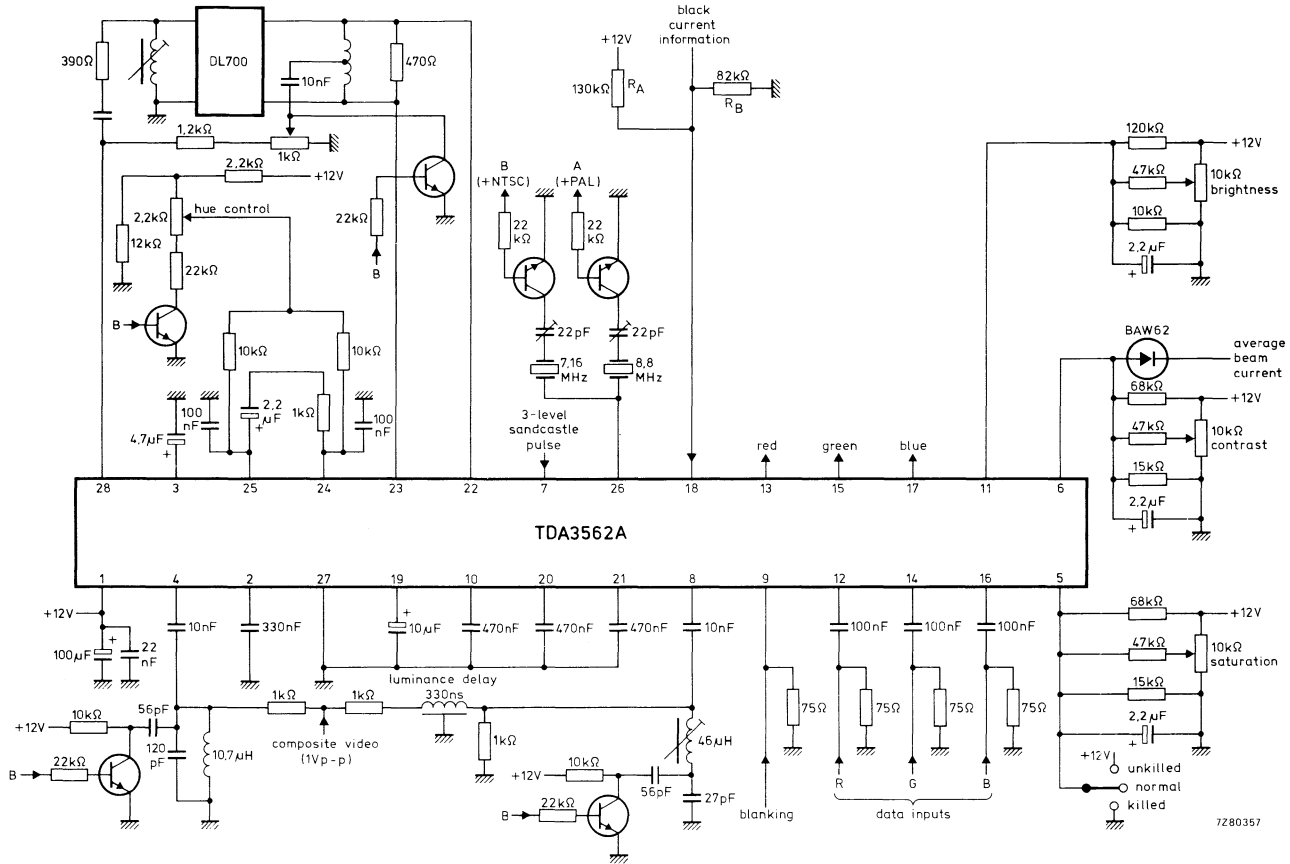 black
current
information
+12V
390Ω
DL700
10nF
470Ω
130kΩ
RA
82kΩ
RB
1,2kΩ
1kΩ
2,2kΩ
+12V
2,2kΩ
hue control
12kΩ
22kΩ
B
22kΩ
B
B
(+NTSC)
A
(+PAL)
22
kΩ
22
kΩ
22pF
22pF
7,16
MHz
8,8
MHz
10kΩ
10kΩ
4,7µF
+
100
nF
2,2
µF
+
1kΩ
100
nF
3-level
sandcastle
pulse
red
green
blue
120kΩ
+12V
47kΩ
10kΩ
brightness
10kΩ
2,2µF
+
BAW62
average
beam
current
68kΩ
+12V
47kΩ
10kΩ
contrast
15kΩ
2,2µF
+
28
3
25
24
23
22
7
26
18
13
15
17
11
6
TDA3562A
1
4
2
27
19
10
20
21
8
9
12
14
16
5
+12V
100µF
+
22
nF
10nF
330nF
+
10µF
470nF
470nF
470nF
10nF
100nF
100nF
100nF
68kΩ
+12V
47kΩ
10kΩ
saturation
15kΩ
2,2µF
+
luminance delay
1kΩ
1kΩ
330ns
composite video
(1Vp-p)
1kΩ
10kΩ
+12V
56pF
120
pF
10,7µH
B
22kΩ
46µH
+12V
10kΩ
56pF
27pF
B
22kΩ
75Ω
75Ω
75Ω
75Ω
blanking
R
G
B
data inputs
+12V
unkilled
normal
killed
7Z80357